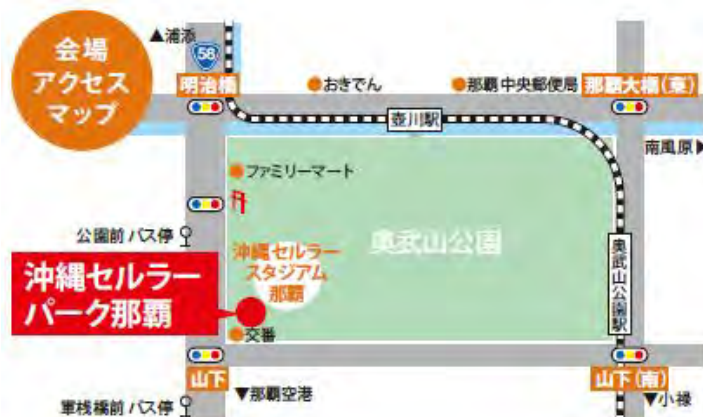 会場
アクセス
マップ
▲浦添
58
明治橋
おきでん
那覇中央郵便局
那覇大橋(東)
壺川駅
南風原▶
ファミリーマート
公園前バス停
沖縄セルラー
スタジアム
那覇
奥武山公園
沖縄セルラー
パーク那覇
奥武山公園駅
交番
山下
山下(南)
▼那覇空港
▼小禄
軍桟橋前バス停